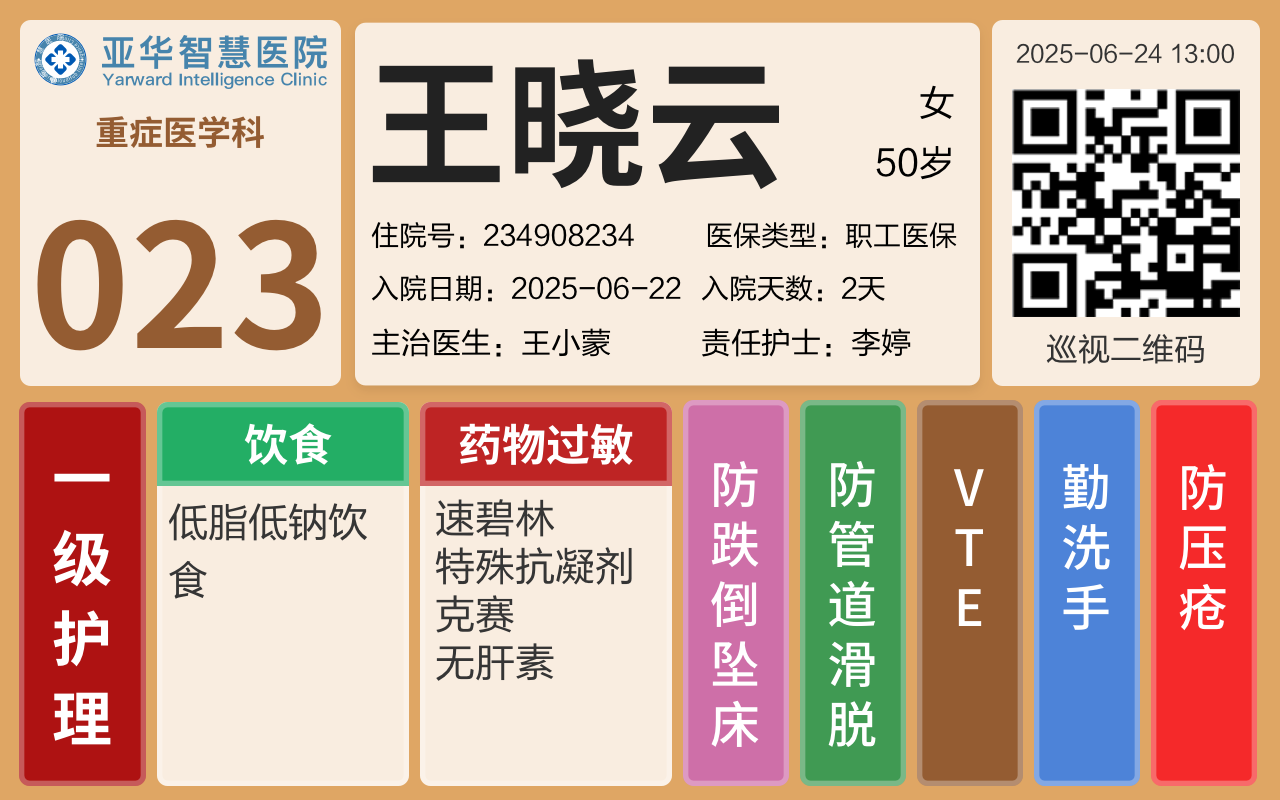 亚华智慧医院
Yarward Intelligence Clinic
重症医学科
023
王晓云
女
50岁
住院号：234908234
医保类型：职工医保
入院日期：2025-06-22
入院天数：2天
主治医生：王小蒙
责任护士：李婷
2025-06-24 13:00
巡视二维码
一级护理
饮食
低脂低钠饮
食
药物过敏
速碧林
特殊抗凝剂
克赛
无肝素
防跌倒坠床
防管道滑脱
VTE
勤洗手
防压疮